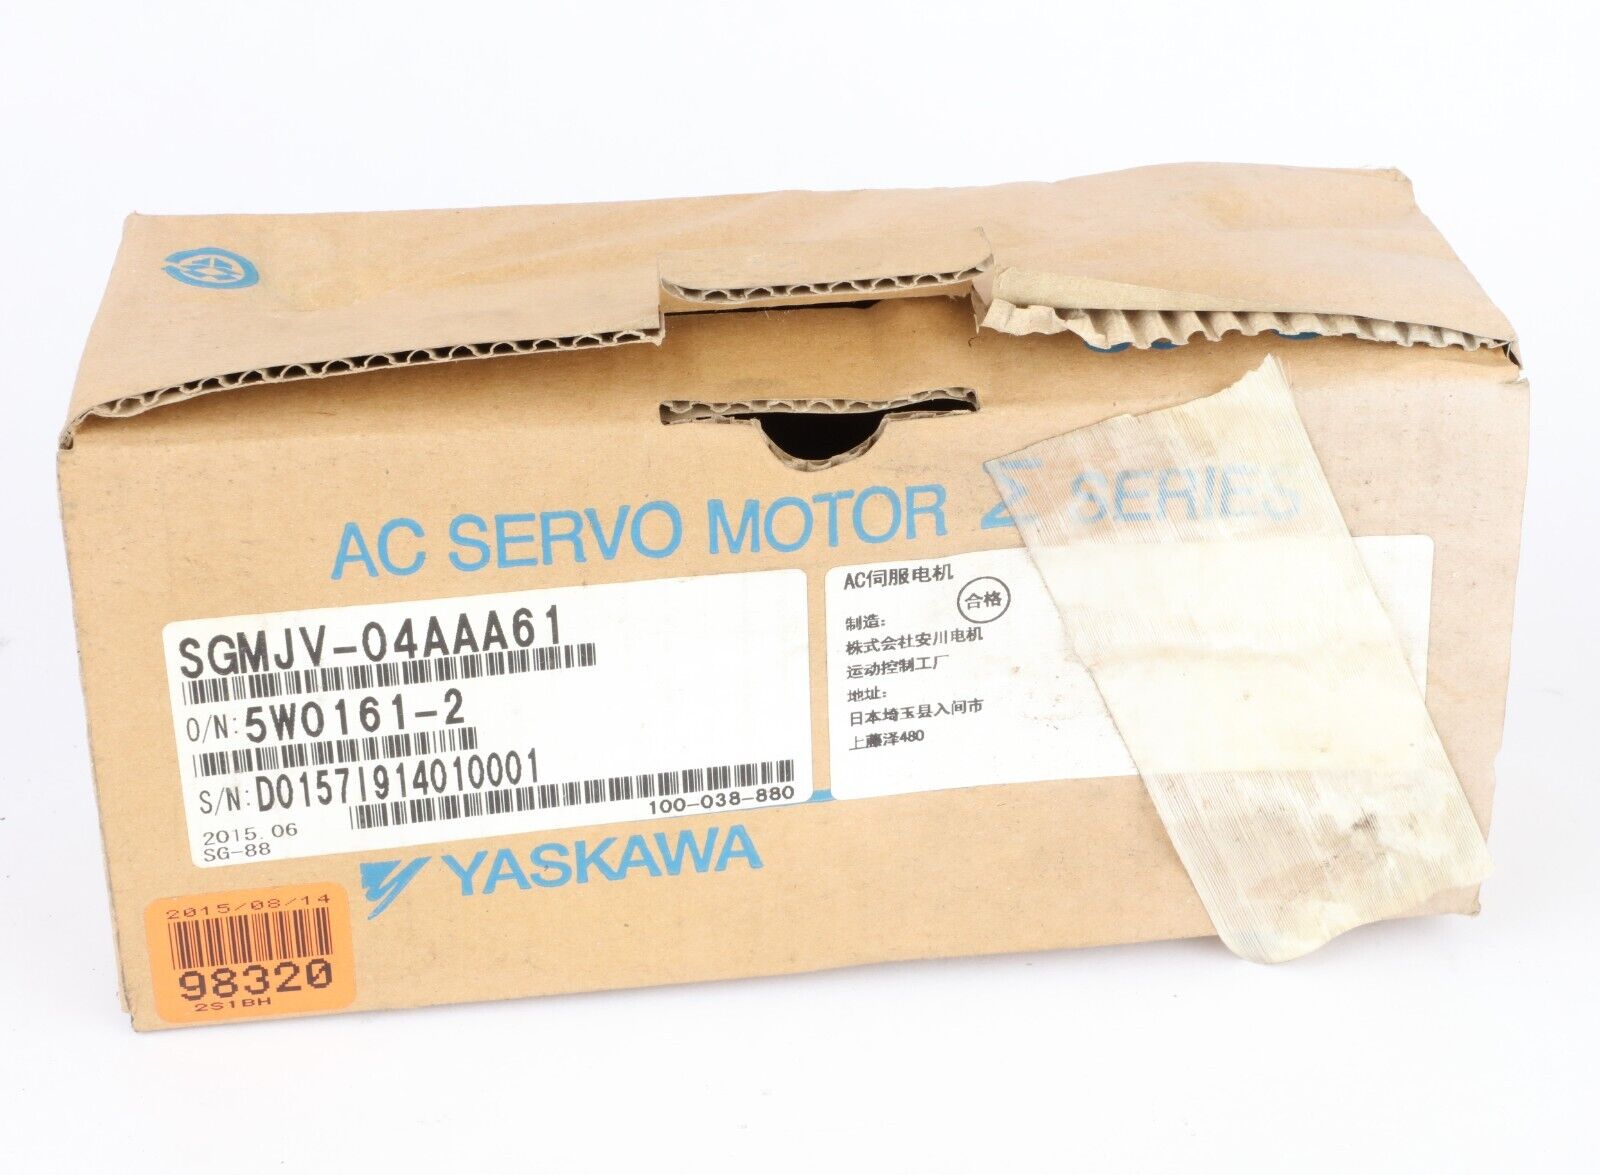 AC SERVO MOTOR Σ SERIES
SGMJV-04AAA61
O/N: 5W0161-2
S/N: D0157I914010001
100-038-880
2015.06
SG-88
AC伺服电机
合格
制造:
株式会社安川电机
运动控制工厂
地址:
日本埼玉县入间市
上藤泽480
YASKAWA
2015/08/14
98320
2S1BH